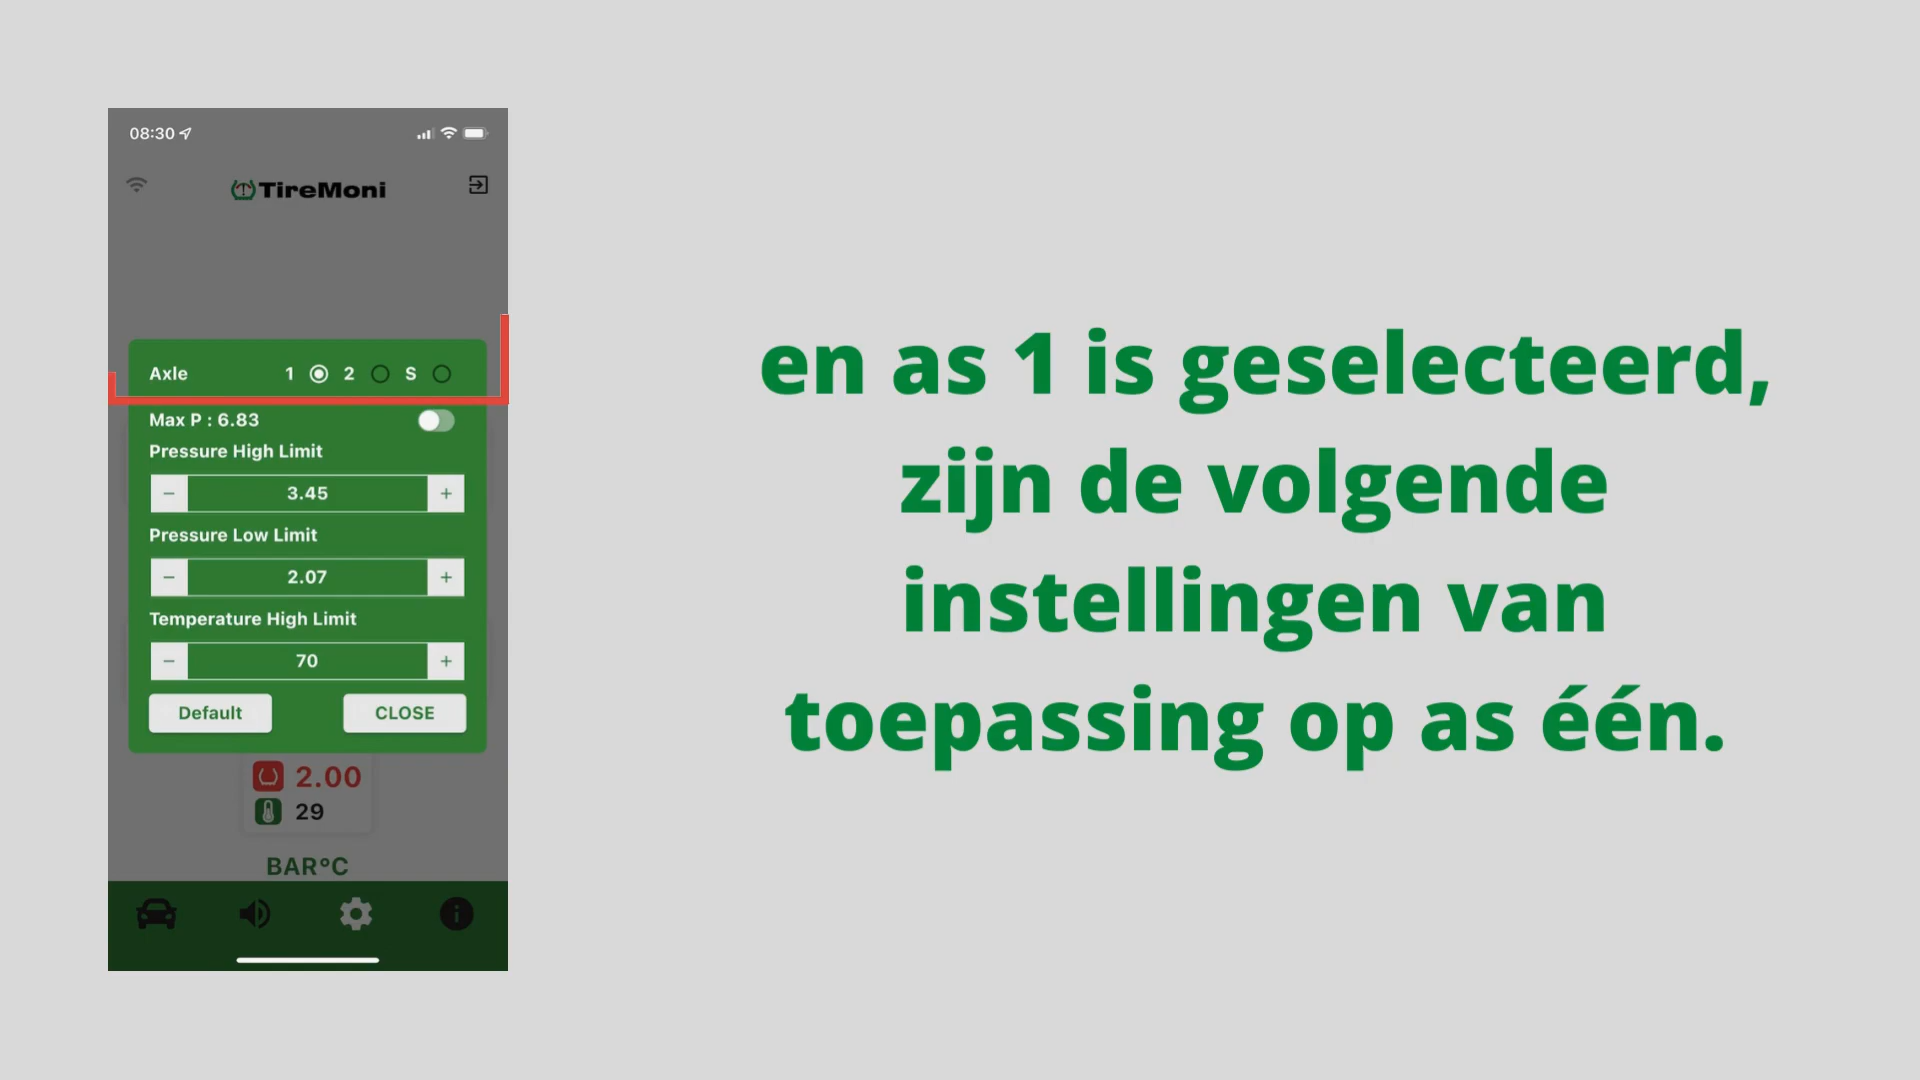 08:30
TireMoni
Axle 1 2 S
Max P : 6.83
Pressure High Limit
− 3.45 +
Pressure Low Limit
− 2.07 +
Temperature High Limit
− 70 +
Default CLOSE
2.00
29
BAR°C
en as 1 is geselecteerd,
zijn de volgende
instellingen van
toepassing op as één.